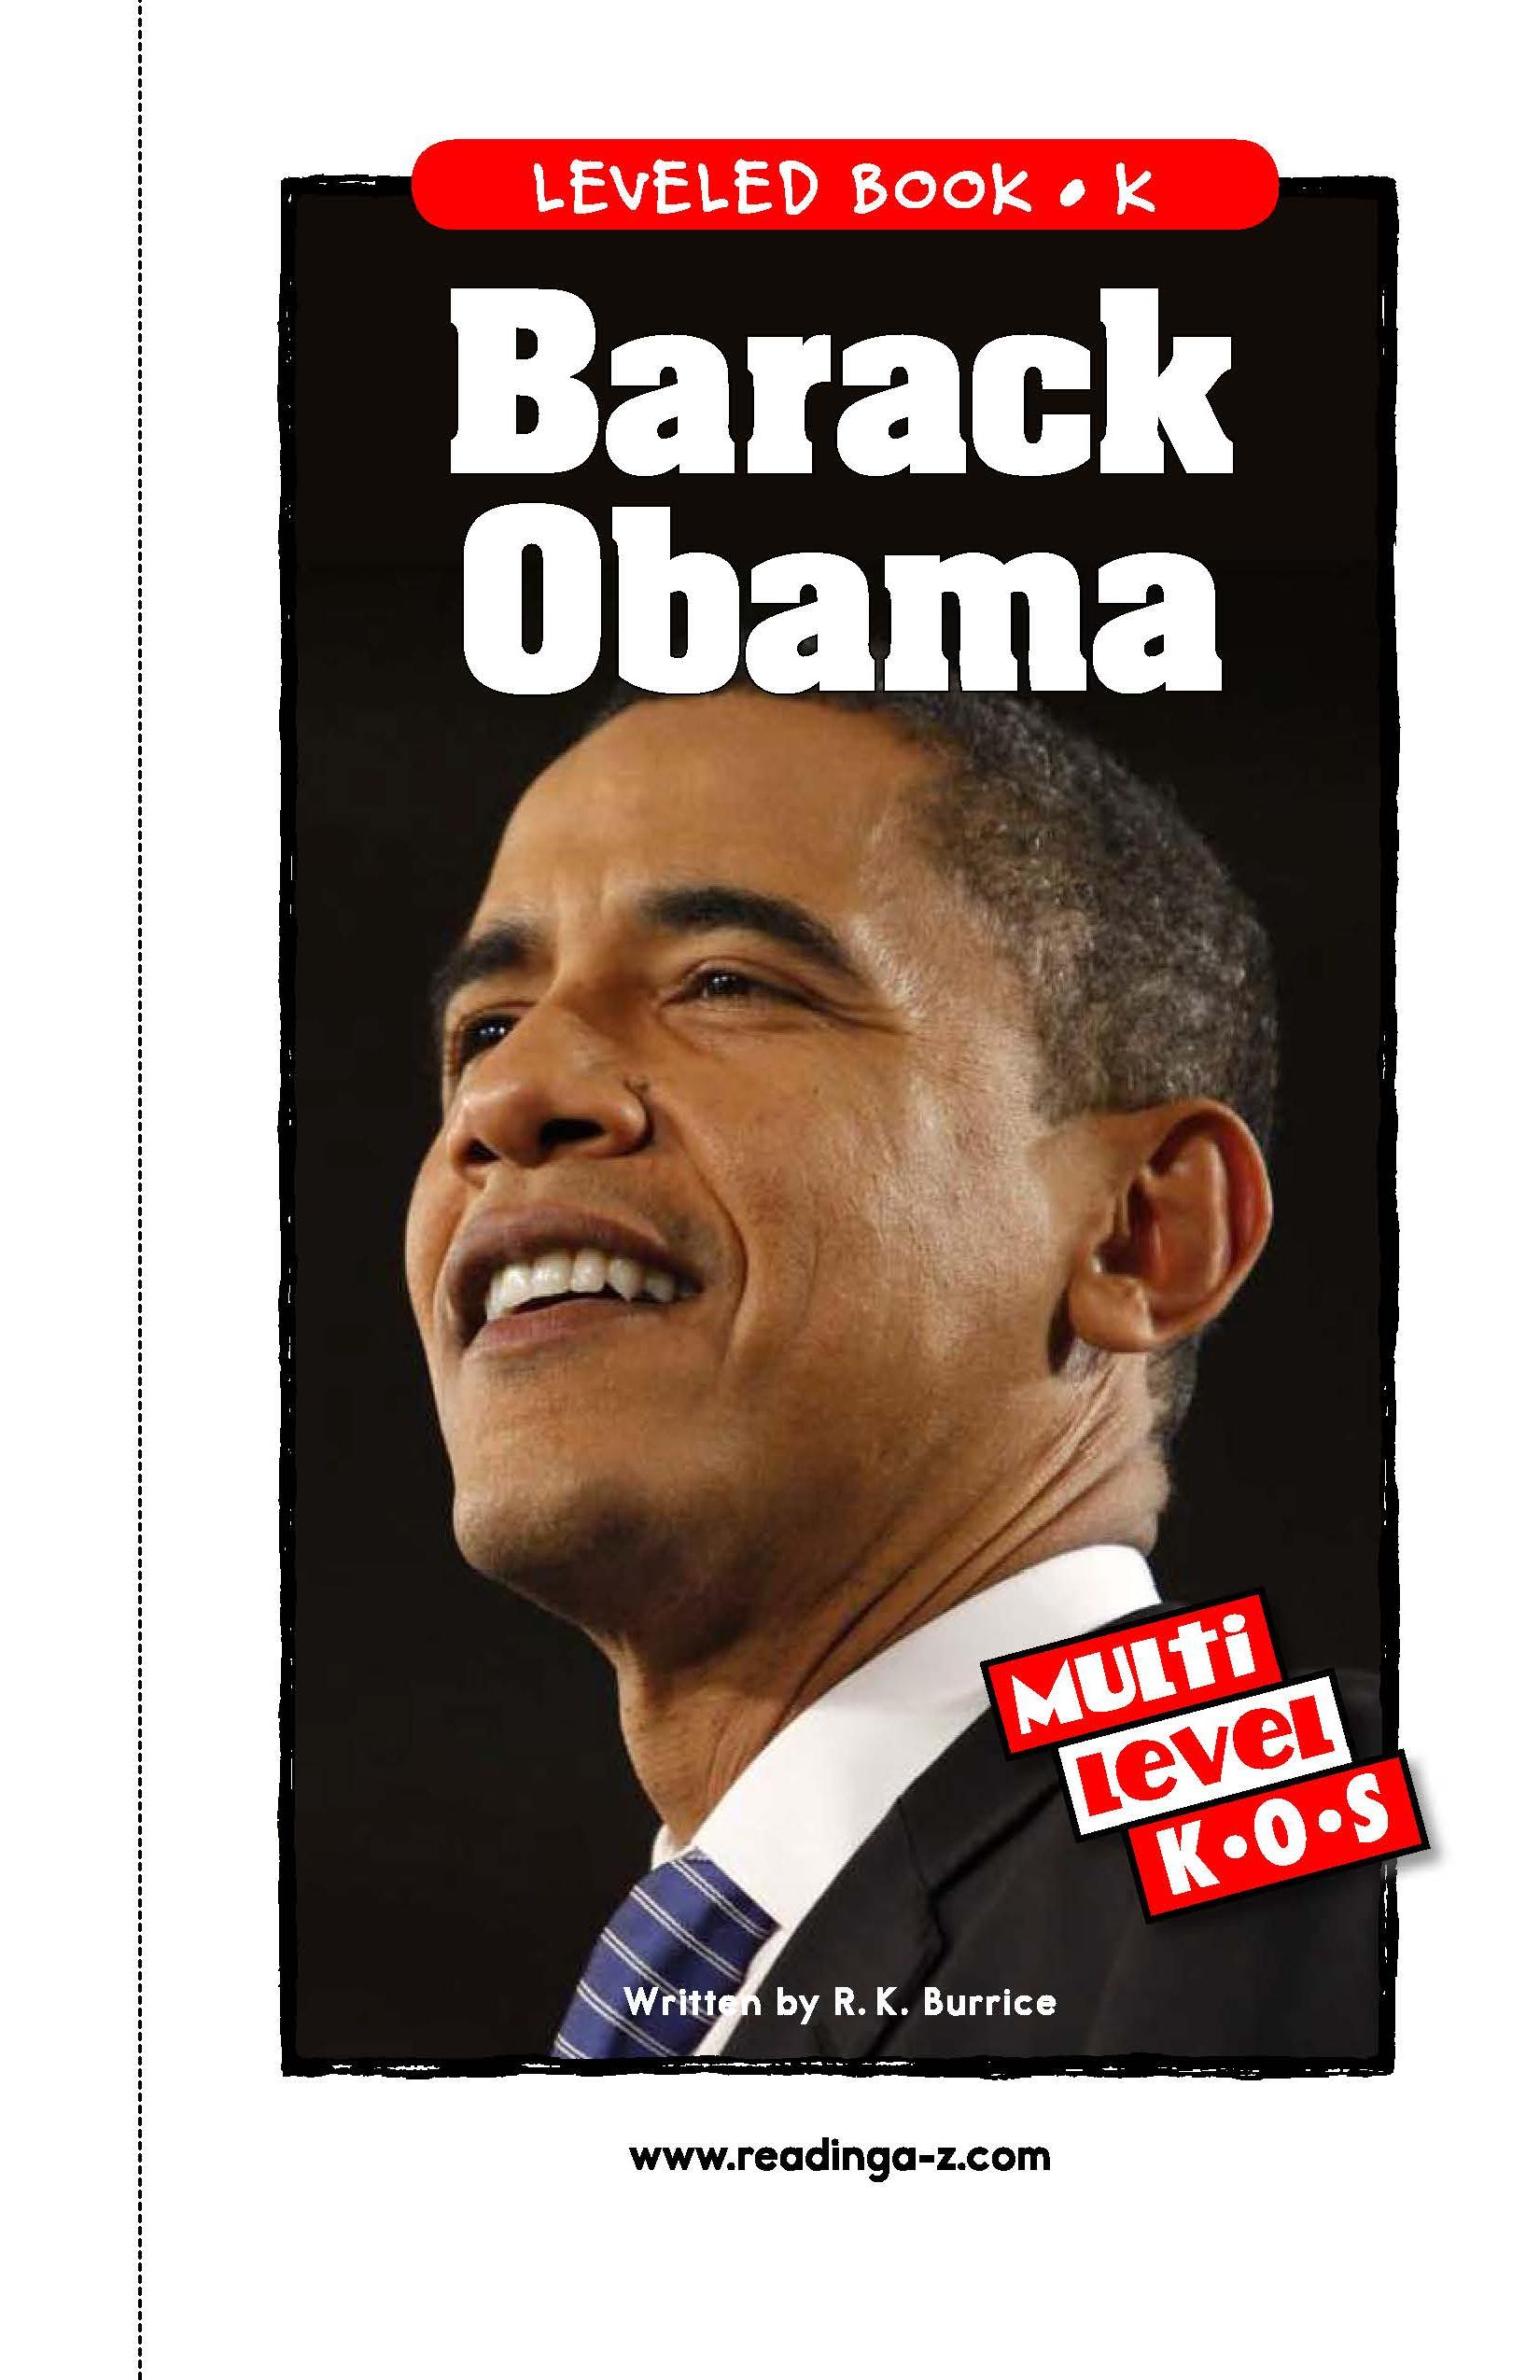 LEVELED BOOK • K
Barack
Obama
Multi
level
K•O•S
Written by R. K. Burrice
www.readinga-z.com